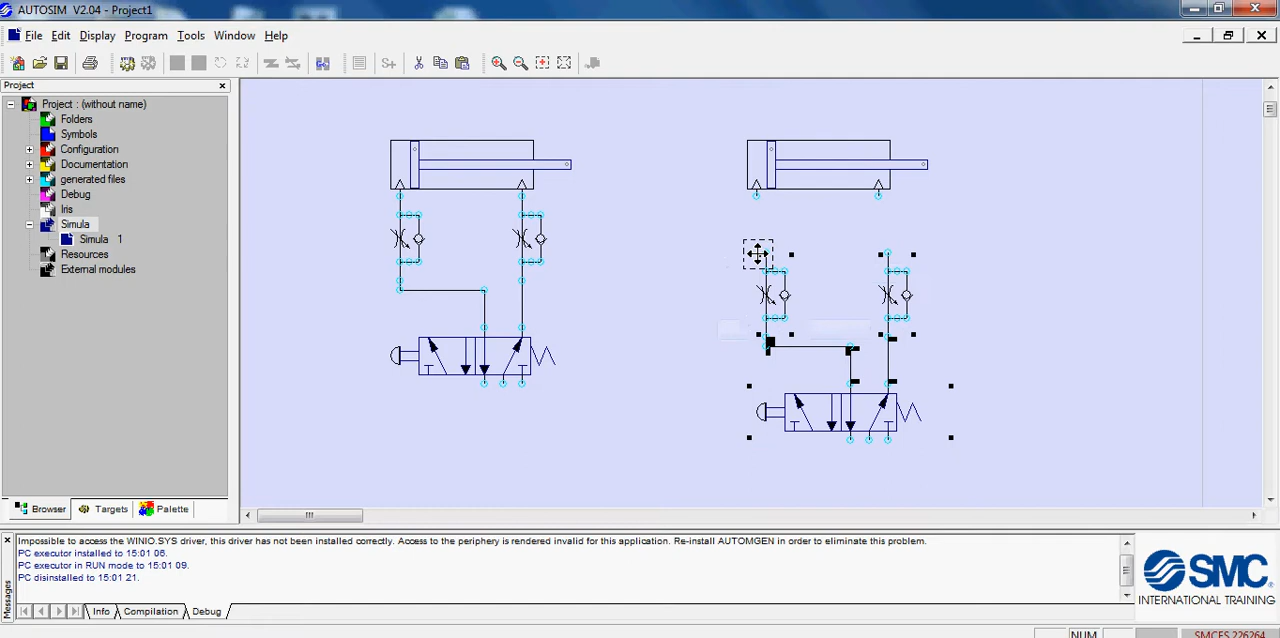 AUTOSIM V2.04 - Project1
File Edit Display Program Tools Window Help
S+
Project
Project : (without name)
Folders
Symbols
Configuration
Documentation
generated files
Debug
Iris
Simula
Simula 1
Resources
External modules
Browser Targets Palette
Messages
Impossible to access the WINIO.SYS driver, this driver has not been installed correctly. Access to the periphery is rendered invalid for this application. Re-install AUTOMGEN in order to eliminate this problem.
PC executor installed to 15:01 06.
PC executor in RUN mode to 15:01 09.
PC disinstalled to 15:01 21.
Info Compilation Debug
SMC
INTERNATIONAL TRAINING
NUM
SMCES 226264